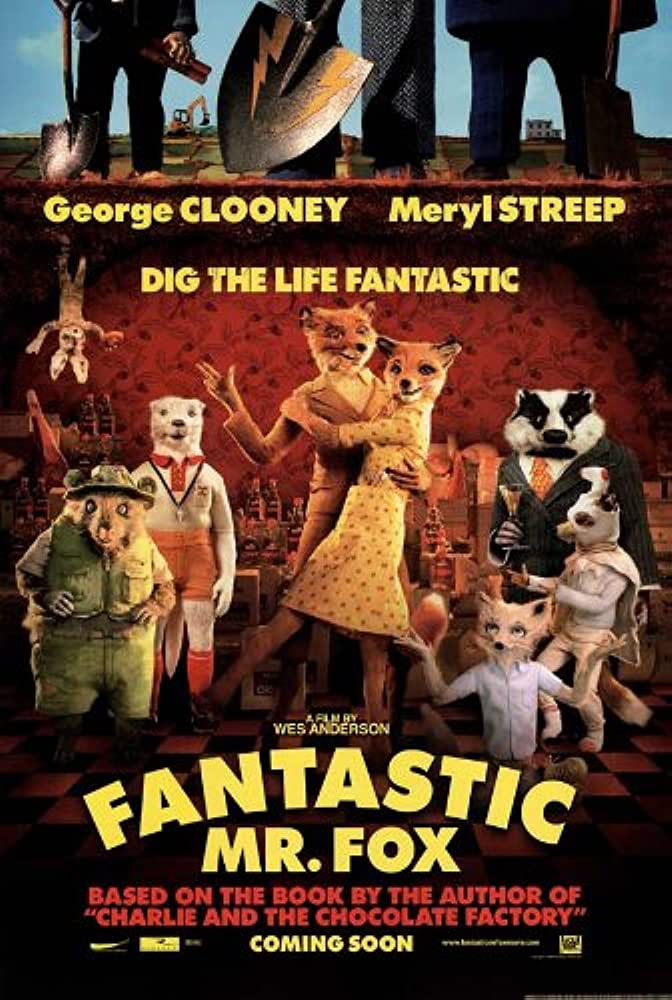 George CLOONEY Meryl STREEP
DIG THE LIFE FANTASTIC
A FILM BY
WES ANDERSON
FANTASTIC
MR. FOX
BASED ON THE BOOK BY THE AUTHOR OF
"CHARLIE AND THE CHOCOLATE FACTORY"
COMING SOON